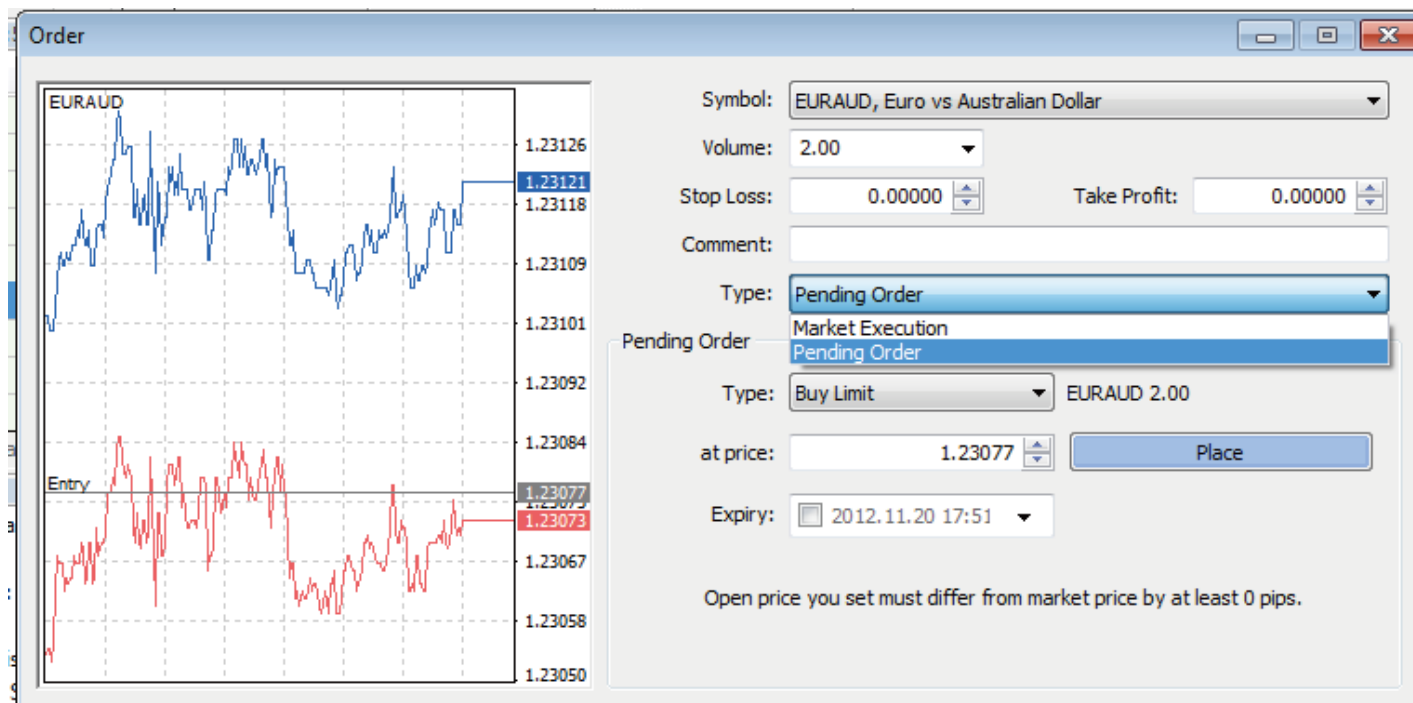 Order
EURAUD
1.23126
1.23121
1.23118
1.23109
1.23101
1.23092
1.23084
Entry
1.23077
1.23073
1.23067
1.23058
1.23050
Symbol: EURAUD, Euro vs Australian Dollar
Volume: 2.00
Stop Loss: 0.00000 Take Profit: 0.00000
Comment:
Type: Pending Order
Market Execution
Pending Order
Pending Order
Type: Buy Limit EURAUD 2.00
at price: 1.23077 Place
Expiry: 2012.11.20 17:51
Open price you set must differ from market price by at least 0 pips.